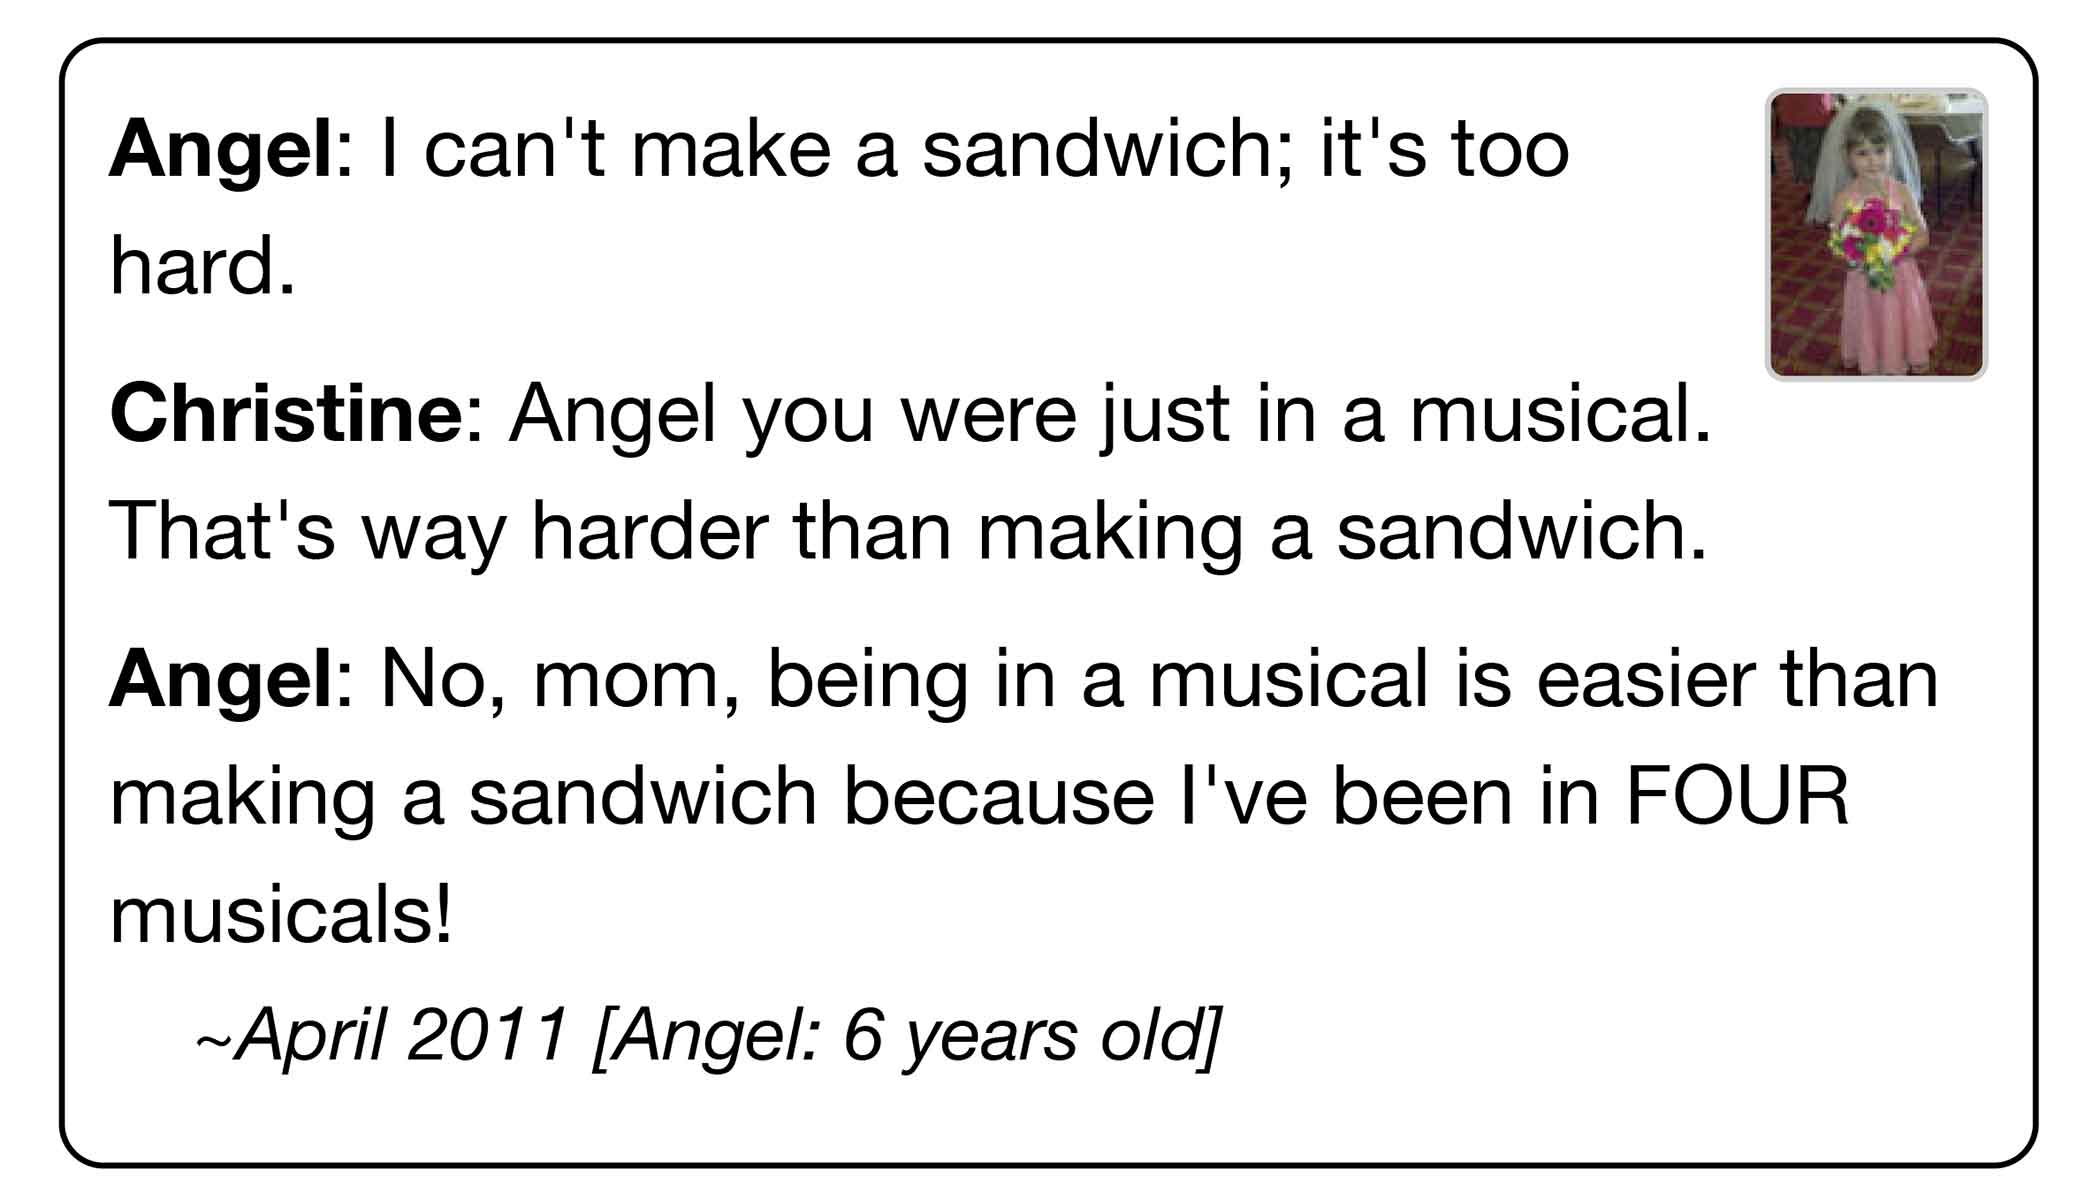 Angel: I can't make a sandwich; it's too
hard.
Christine: Angel you were just in a musical.
That's way harder than making a sandwich.
Angel: No, mom, being in a musical is easier than
making a sandwich because I've been in FOUR
musicals!
~April 2011 [Angel: 6 years old]